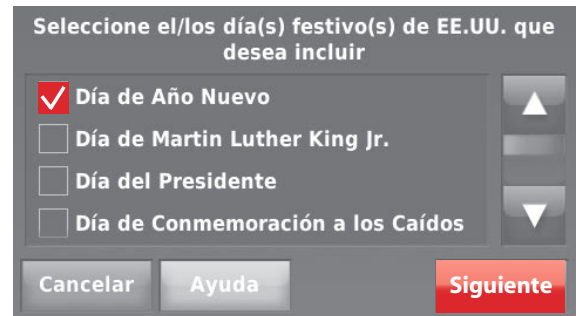 Seleccione el/los día(s) festivo(s) de EE.UU. que
desea incluir
Día de Año Nuevo
Día de Martin Luther King Jr.
Día del Presidente
Día de Conmemoración a los Caídos
Cancelar
Ayuda
Siguiente